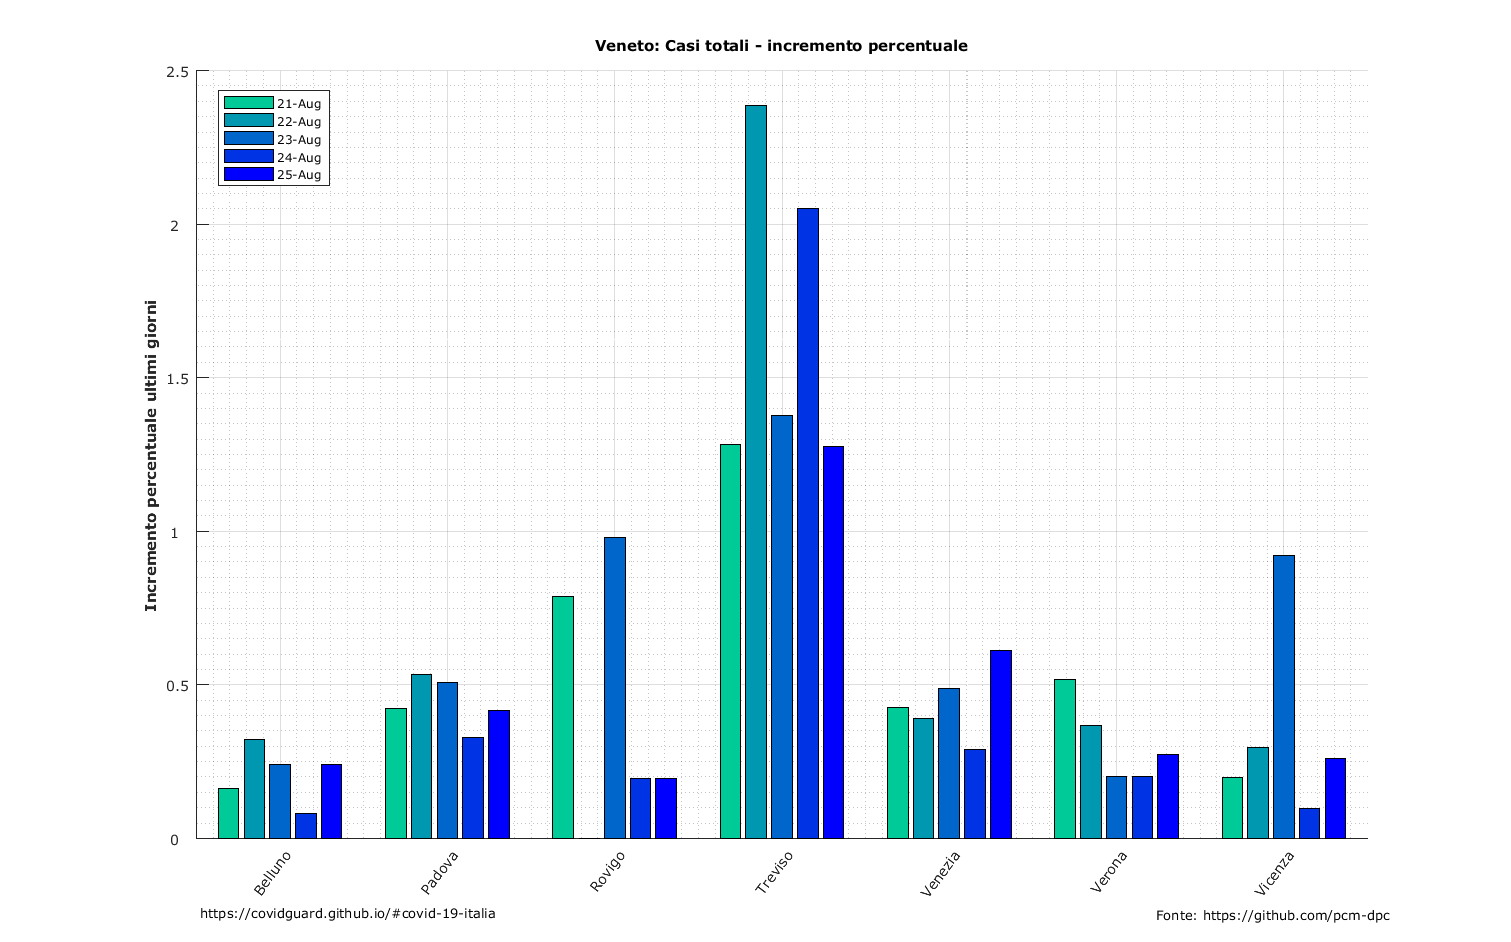 Veneto: Casi totali - incremento percentuale
Incremento percentuale ultimi giorni
2.5
2
1.5
1
0.5
0
21-Aug
22-Aug
23-Aug
24-Aug
25-Aug
Belluno
Padova
Rovigo
Treviso
Venezia
Verona
Vicenza
https://covidguard.github.io/#covid-19-italia
Fonte: https://github.com/pcm-dpc